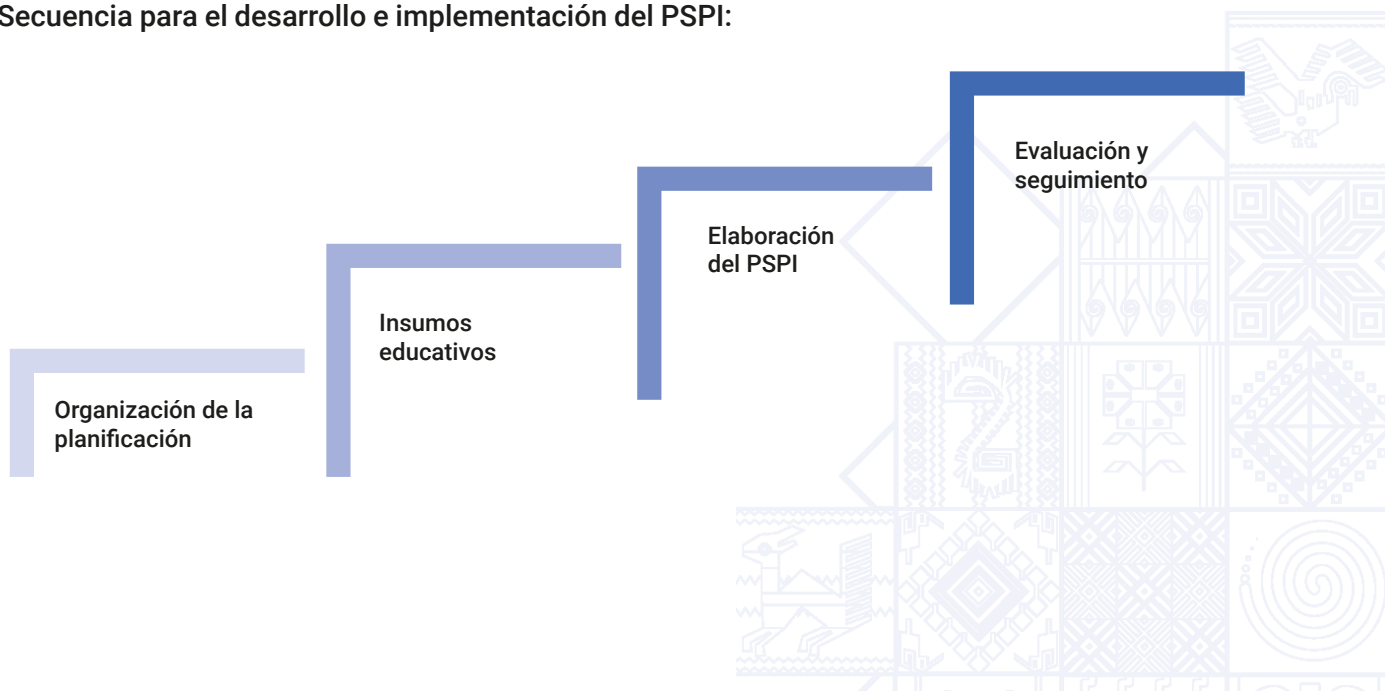 Secuencia para el desarrollo e implementación del PSPI:
Organización de la
planificación
Insumos
educativos
Elaboración
del PSPI
Evaluación y
seguimiento